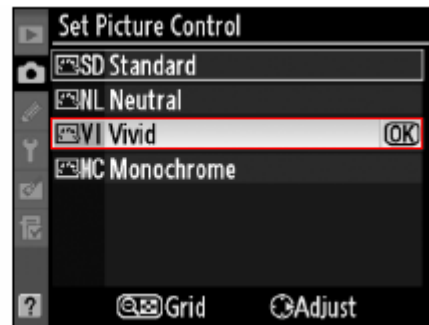 Set Picture Control
SD Standard
NL Neutral
VI Vivid OK
MC Monochrome
? Grid Adjust